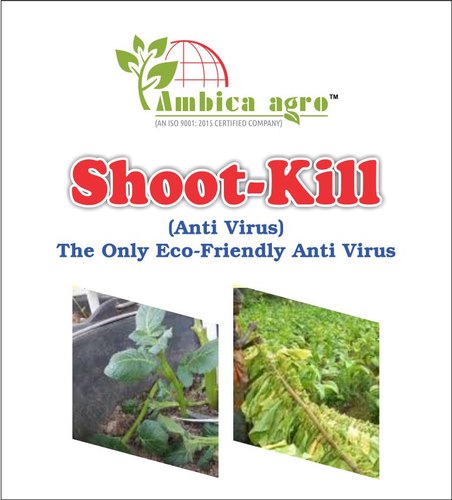 Ambica agro™
(AN ISO 9001: 2015 CERTIFIED COMPANY)
Shoot-Kill
(Anti Virus)
The Only Eco-Friendly Anti Virus